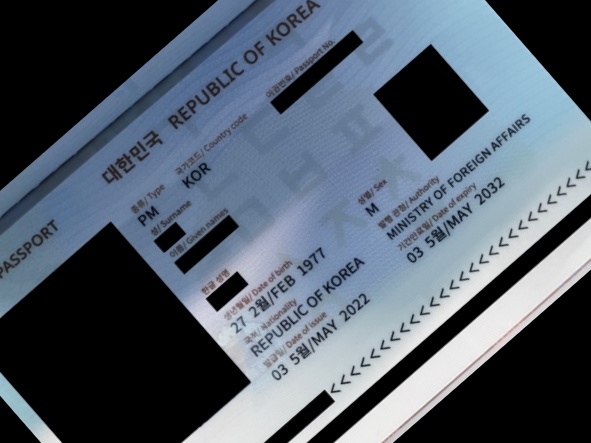 대한민국 REPUBLIC OF KOREA
PASSPORT
종류/Type
PM
국가코드/Country code
KOR
여권번호/Passport No.
성/Surname
이름/Given names
한글성명
생년월일/Date of birth
27 2월/FEB 1977
성별/Sex
M
국적/Nationality
REPUBLIC OF KOREA
발행관청/Authority
MINISTRY OF FOREIGN AFFAIRS
발급일/Date of issue
03 5월/MAY 2022
기간만료일/Date of expiry
03 5월/MAY 2032